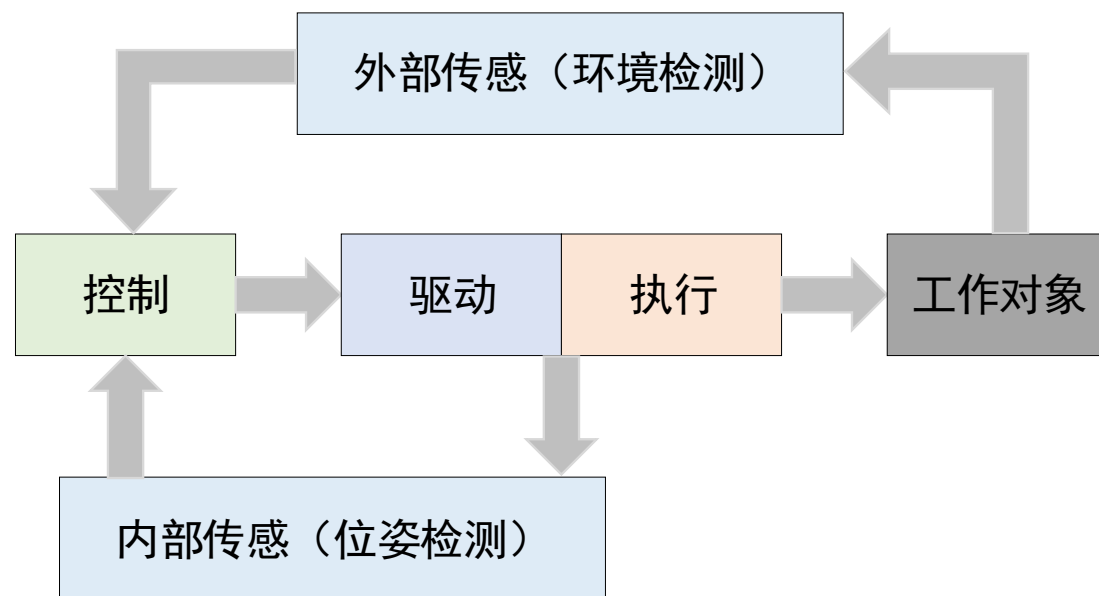 外部传感（环境检测）
控制
驱动
执行
工作对象
内部传感（位姿检测）